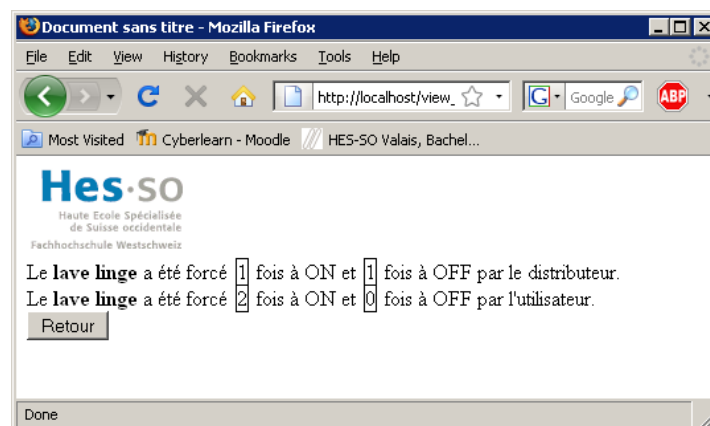 Document sans titre - Mozilla Firefox
File Edit View History Bookmarks Tools Help
http://localhost/view_ G Google ABP
Most Visited Cyberlearn - Moodle HES-SO Valais, Bachel...
Hes·so
Haute Ecole Spécialisée
de Suisse occidentale
Fachhochschule Westschweiz
Le lave linge a été forcé 1 fois à ON et 1 fois à OFF par le distributeur.
Le lave linge a été forcé 2 fois à ON et 0 fois à OFF par l'utilisateur.
Retour
Done